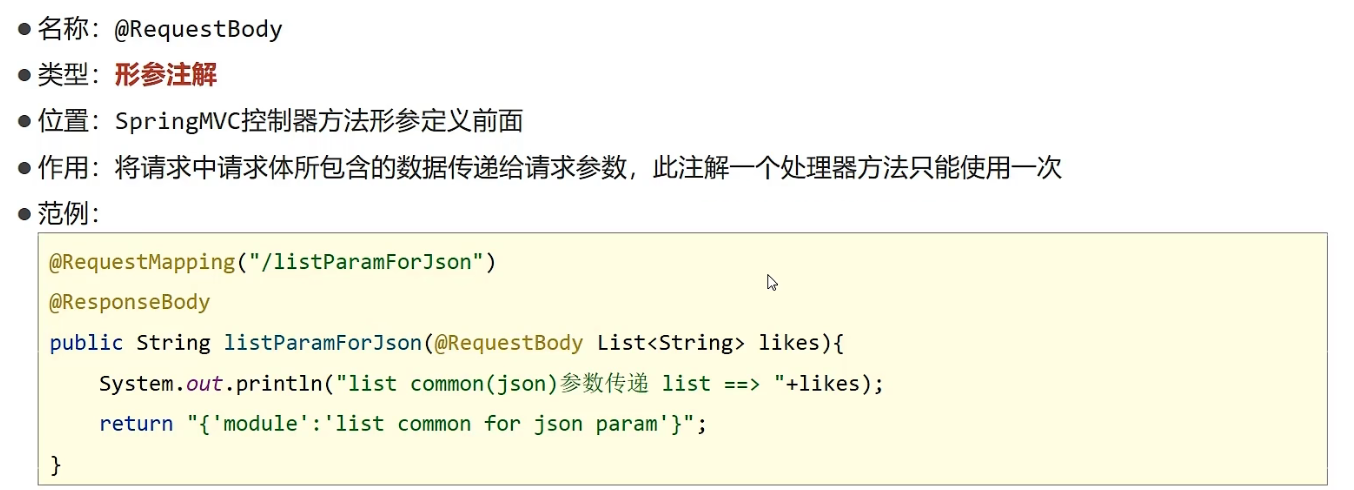 ● 名称：@RequestBody
● 类型：形参注解
● 位置：SpringMVC控制器方法形参定义前面
● 作用：将请求中请求体所包含的数据传递给请求参数，此注解一个处理器方法只能使用一次
● 范例：
@RequestMapping("/listParamForJson")
@ResponseBody
public String listParamForJson(@RequestBody List<String> likes){
    System.out.println("list common(json)参数传递 list ==> "+likes);
    return "{'module':'list common for json param'}";
}